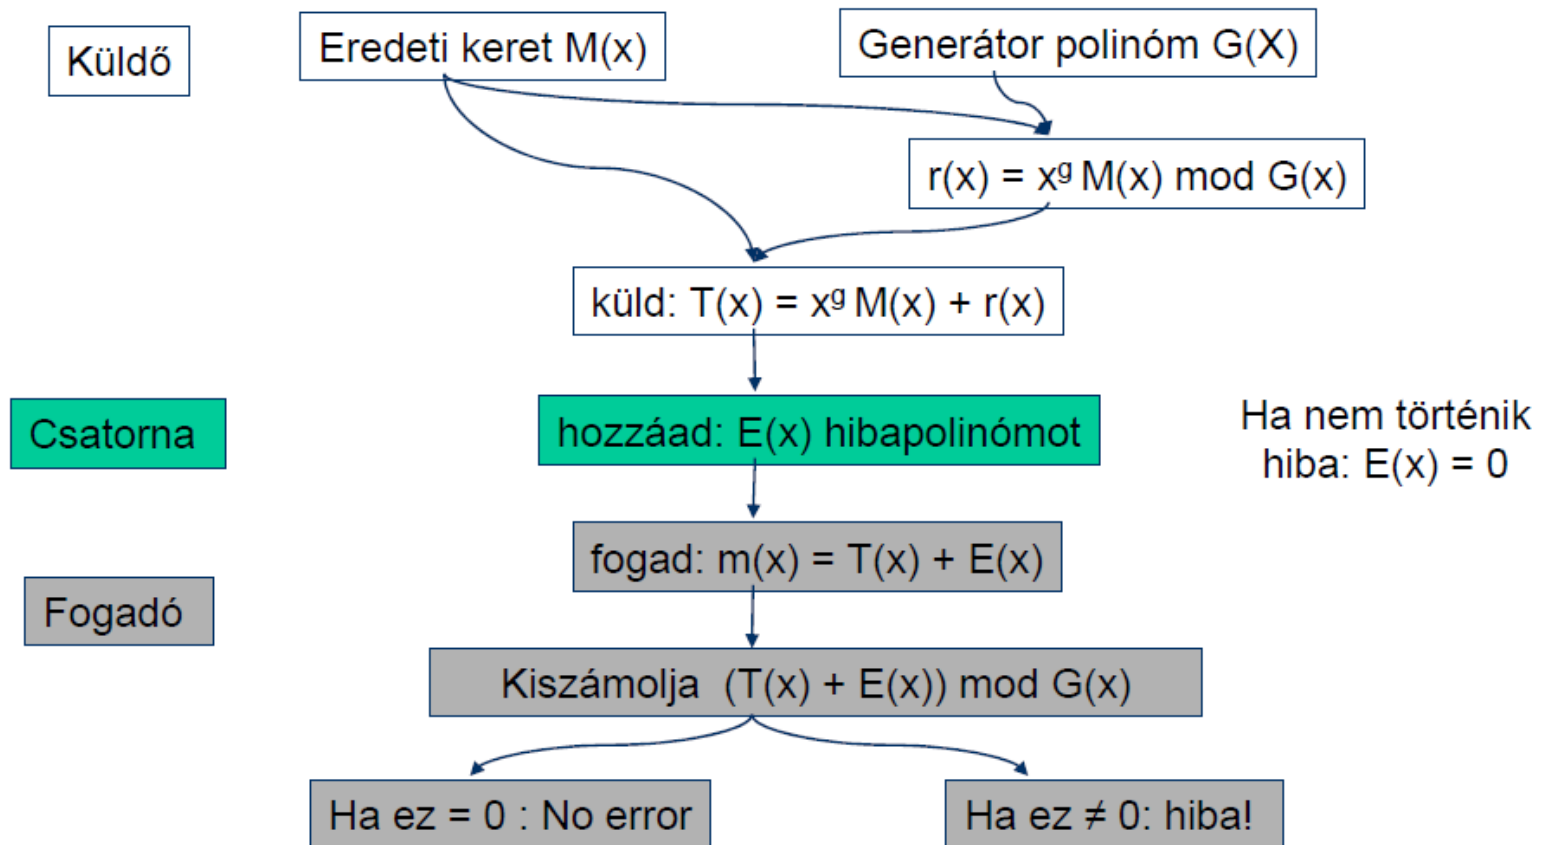 Küldő
Eredeti keret M(x)
Generátor polinóm G(X)
r(x) = xᵍ M(x) mod G(x)
küld: T(x) = xᵍ M(x) + r(x)
Csatorna
hozzáad: E(x) hibapolinómot
Ha nem történik
hiba: E(x) = 0
fogad: m(x) = T(x) + E(x)
Fogadó
Kiszámolja (T(x) + E(x)) mod G(x)
Ha ez = 0 : No error
Ha ez ≠ 0: hiba!